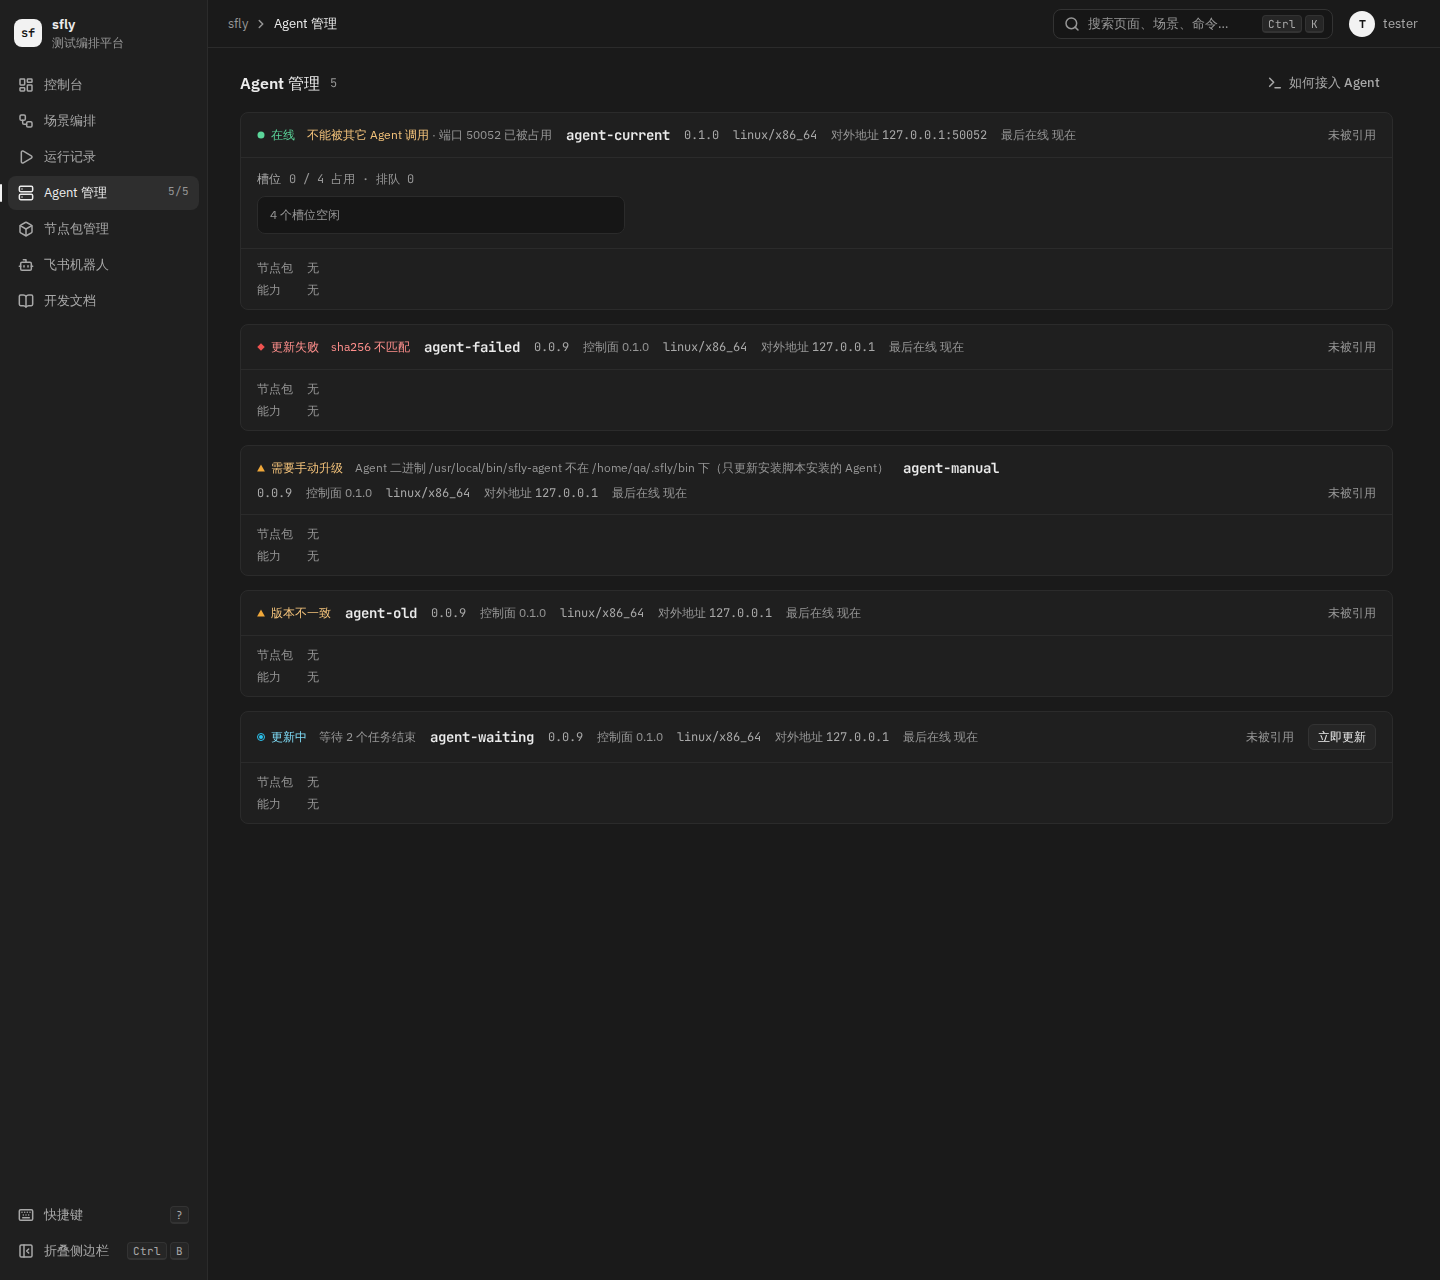 sf sfly
测试编排平台
控制台
场景编排
运行记录
Agent 管理 5/5
节点包管理
飞书机器人
开发文档
快捷键 ?
折叠侧边栏 Ctrl B
sfly Agent 管理 搜索页面、场景、命令... Ctrl K T tester
Agent 管理 5 如何接入 Agent
在线 不能被其它 Agent 调用 · 端口 50052 已被占用 agent-current 0.1.0 linux/x86_64 对外地址 127.0.0.1:50052 最后在线 现在 未被引用
槽位 0 / 4 占用 · 排队 0
4 个槽位空闲
节点包 无
能力 无
更新失败 sha256 不匹配 agent-failed 0.0.9 控制面 0.1.0 linux/x86_64 对外地址 127.0.0.1 最后在线 现在 未被引用
节点包 无
能力 无
需要手动升级 Agent 二进制 /usr/local/bin/sfly-agent 不在 /home/qa/.sfly/bin 下（只更新安装脚本安装的 Agent） agent-manual
0.0.9 控制面 0.1.0 linux/x86_64 对外地址 127.0.0.1 最后在线 现在 未被引用
节点包 无
能力 无
版本不一致 agent-old 0.0.9 控制面 0.1.0 linux/x86_64 对外地址 127.0.0.1 最后在线 现在 未被引用
节点包 无
能力 无
更新中 等待 2 个任务结束 agent-waiting 0.0.9 控制面 0.1.0 linux/x86_64 对外地址 127.0.0.1 最后在线 现在 未被引用 立即更新
节点包 无
能力 无